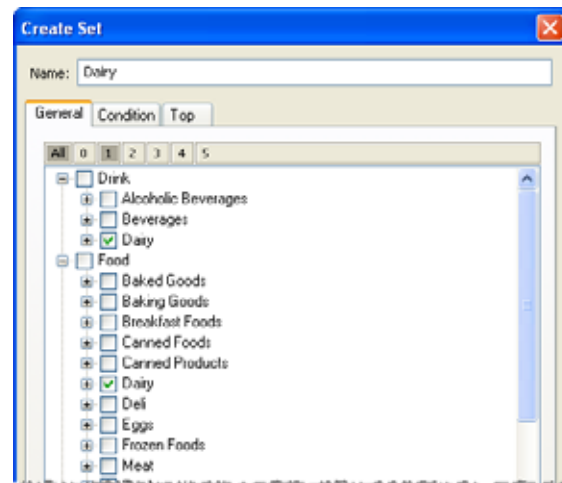 Create Set
Name: Dairy
General Condition Top
All 0 1 2 3 4 5
Drink
Alcoholic Beverages
Beverages
Dairy
Food
Baked Goods
Baking Goods
Breakfast Foods
Canned Foods
Canned Products
Dairy
Deli
Eggs
Frozen Foods
Meat